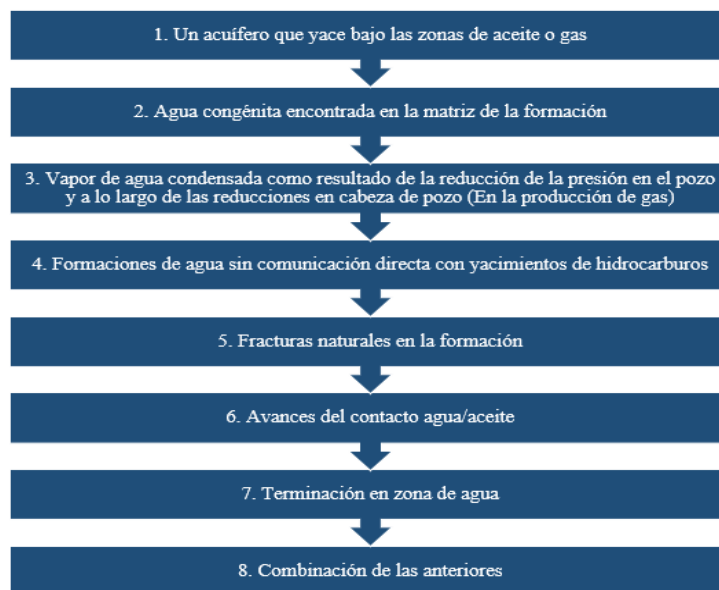 1. Un acuífero que yace bajo las zonas de aceite o gas
2. Agua congénita encontrada en la matriz de la formación
3. Vapor de agua condensada como resultado de la reducción de la presión en el pozo
y a lo largo de las reducciones en cabeza de pozo (En la producción de gas)
4. Formaciones de agua sin comunicación directa con yacimientos de hidrocarburos
5. Fracturas naturales en la formación
6. Avances del contacto agua/aceite
7. Terminación en zona de agua
8. Combinación de las anteriores